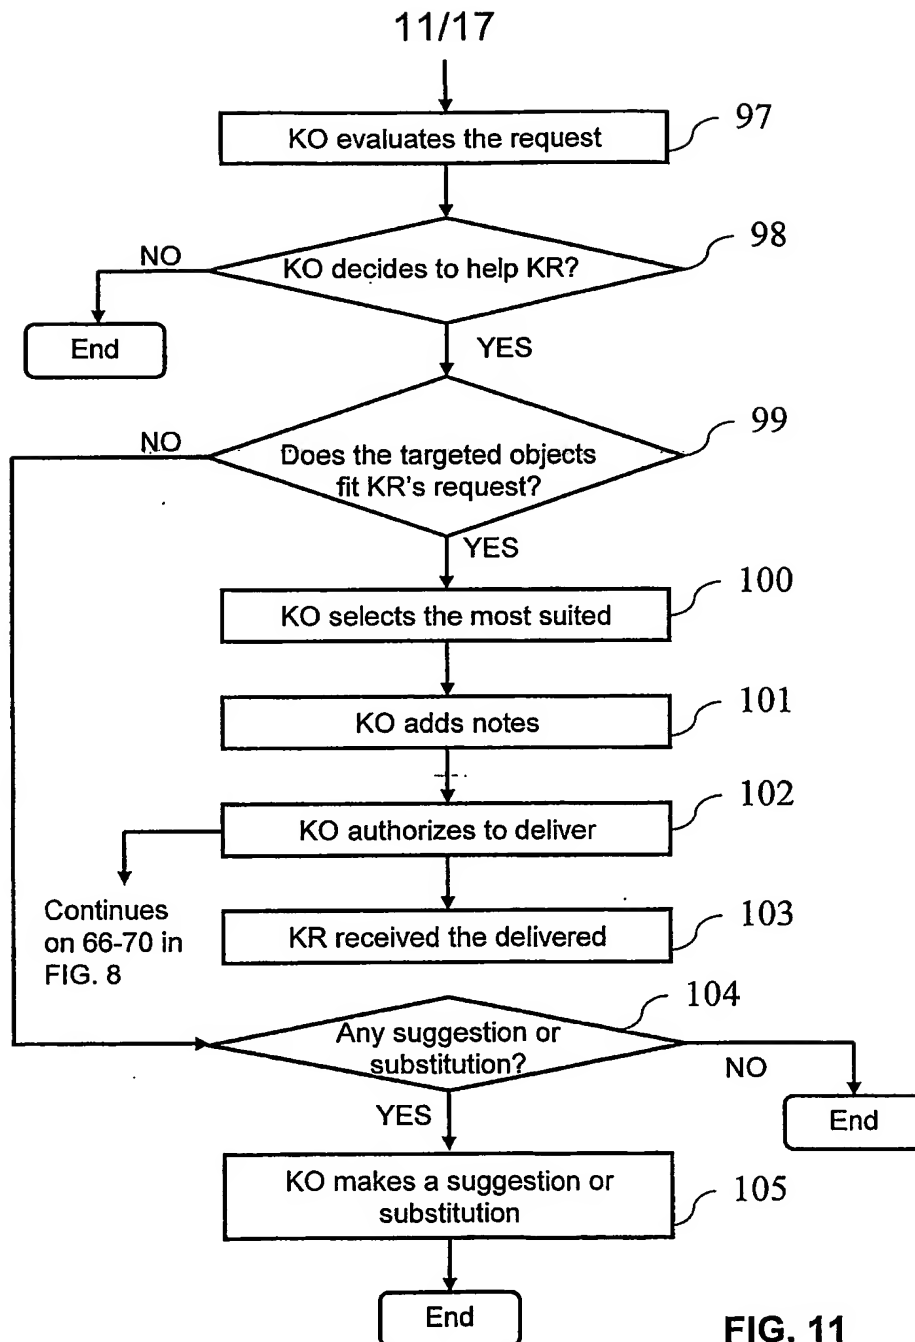 11/17
KO evaluates the request
97
KO decides to help KR?
98
NO
End
YES
Does the targeted objects
fit KR's request?
99
NO
YES
KO selects the most suited
100
KO adds notes
101
KO authorizes to deliver
102
Continues
on 66-70 in
FIG. 8
KR received the delivered
103
Any suggestion or
substitution?
104
NO
End
YES
KO makes a suggestion or
substitution
105
End
FIG. 11